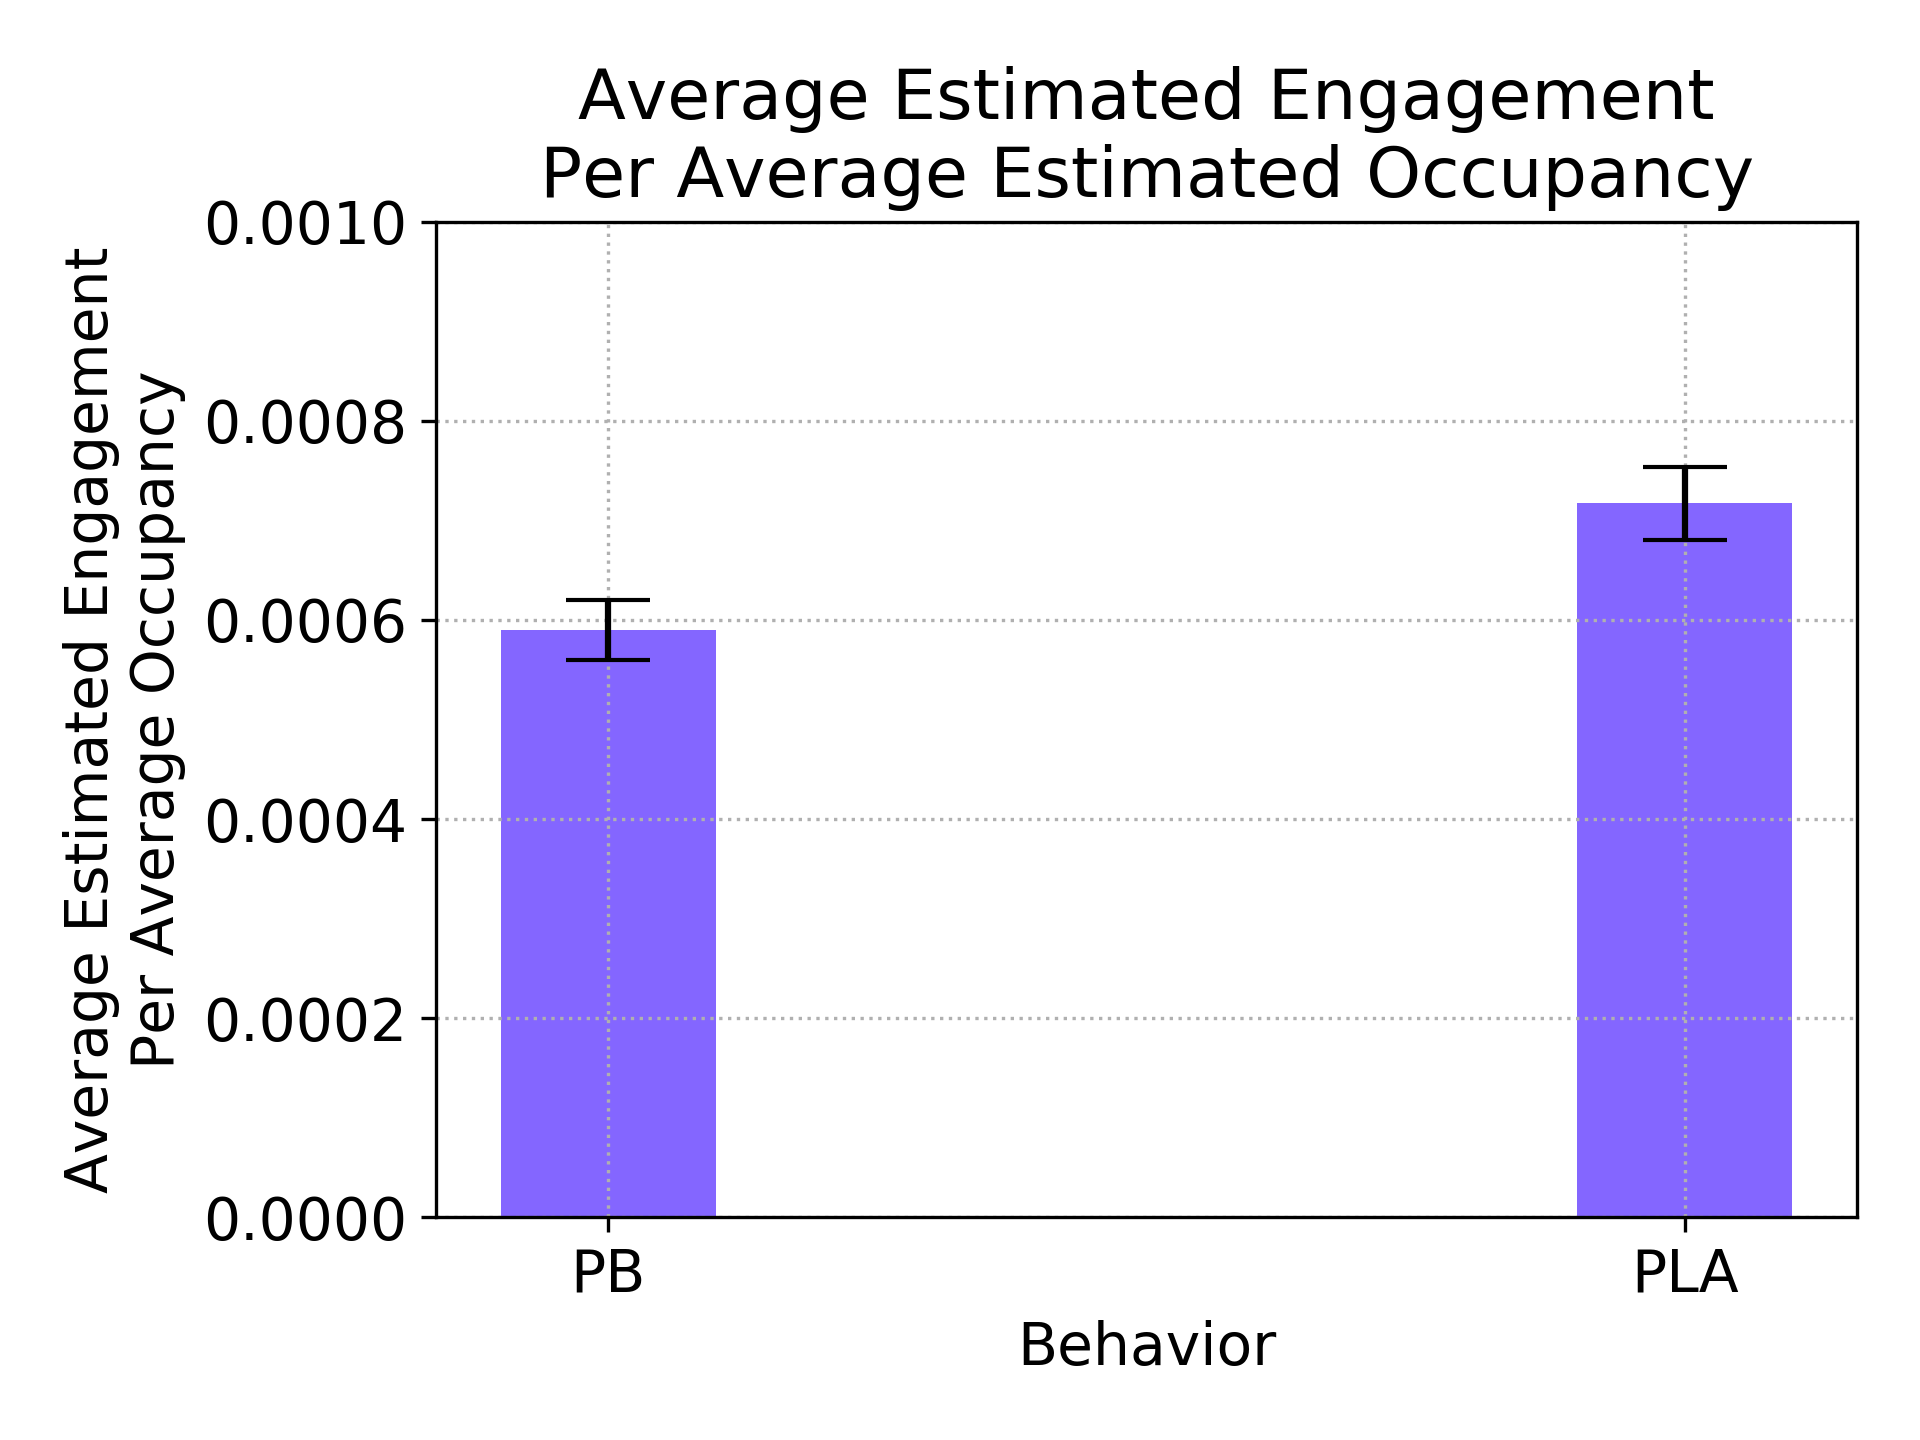 Average Estimated Engagement
Per Average Estimated Occupancy
Average Estimated Engagement
Per Average Occupancy
0.0010
0.0008
0.0006
0.0004
0.0002
0.0000
PB
PLA
Behavior